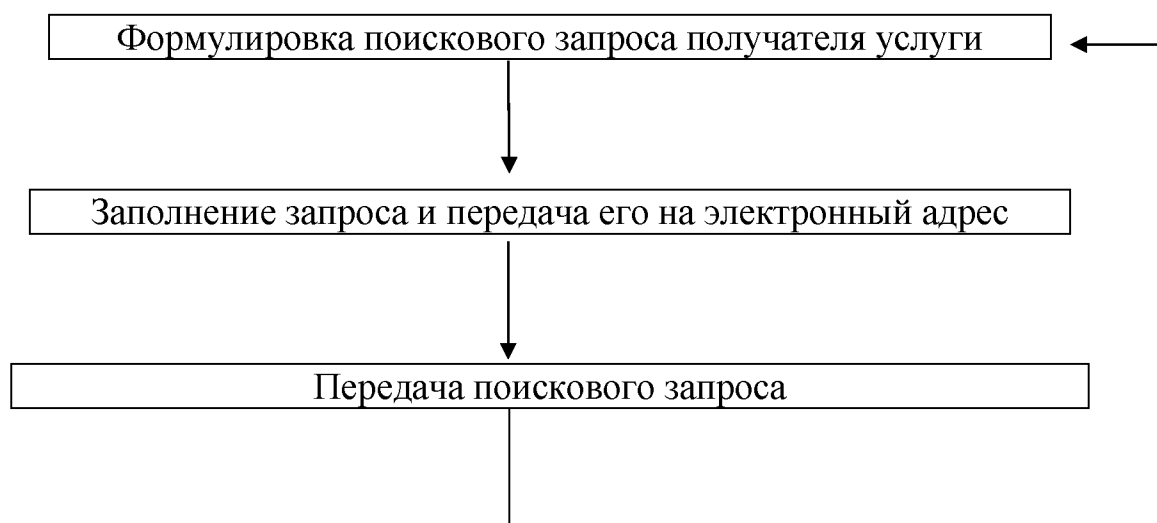 Формулировка поискового запроса получателя услуги
Заполнение запроса и передача его на электронный адрес
Передача поискового запроса